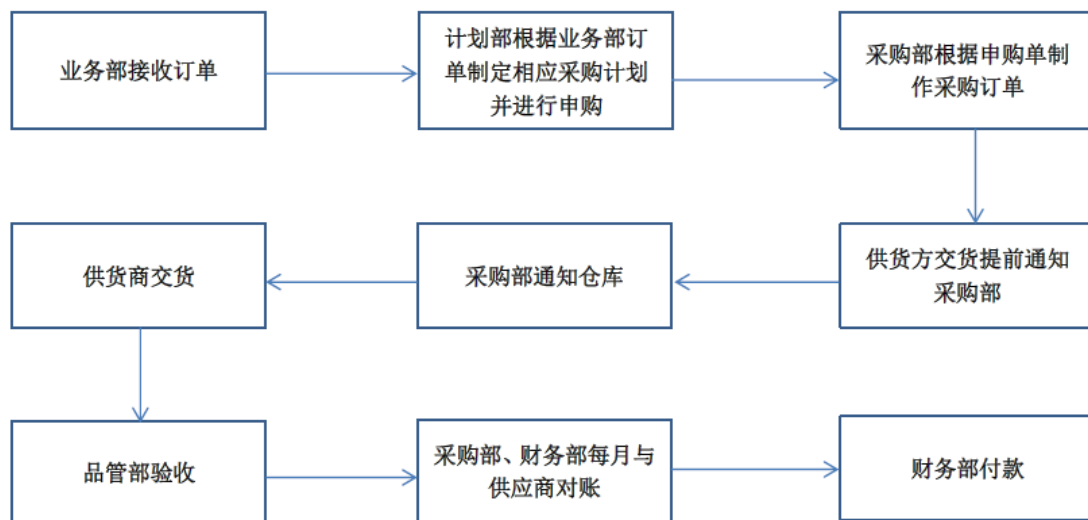 业务部接收订单
计划部根据业务部订
单制定相应采购计划
并进行申购
采购部根据申购单制
作采购订单
供货商交货
采购部通知仓库
供货方交货提前通知
采购部
品管部验收
采购部、财务部每月与
供应商对账
财务部付款